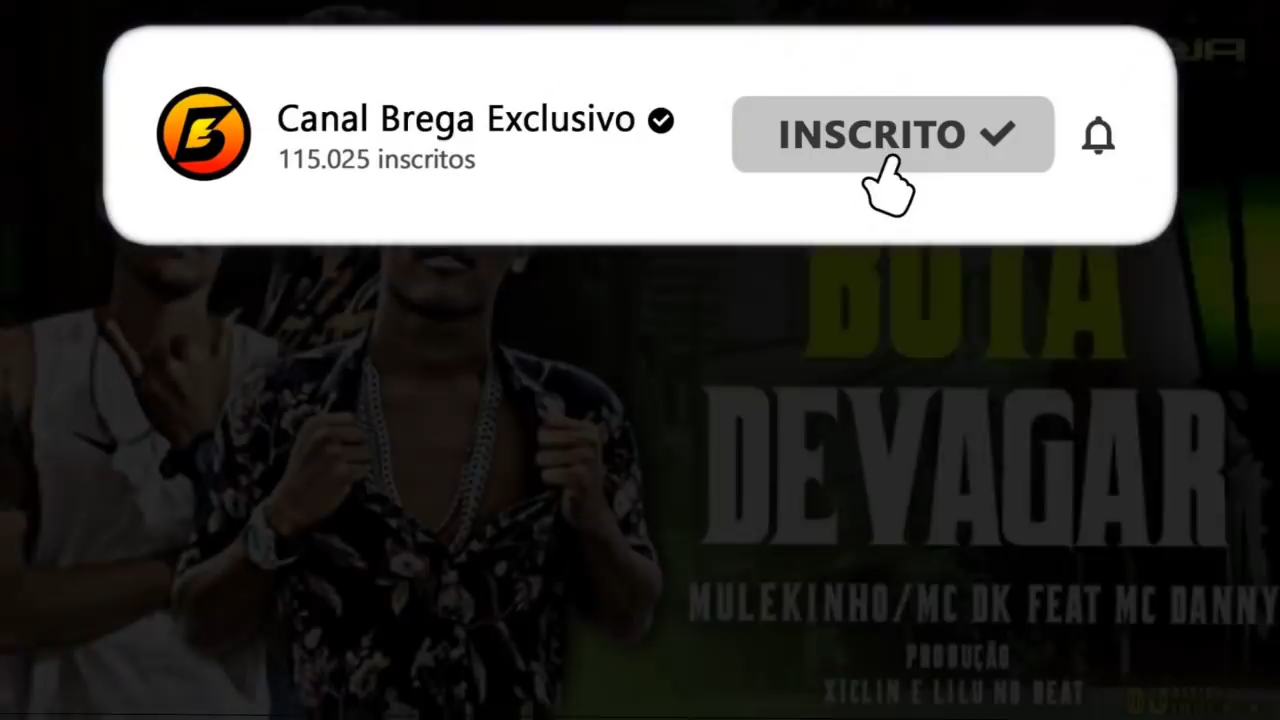 Canal Brega Exclusivo
115.025 inscritos
INSCRITO
BOTA
DEVAGAR
MULEKINHO/MC DK FEAT MC DANNY
PRODUÇÃO
XICLIN E LILU NO BEAT